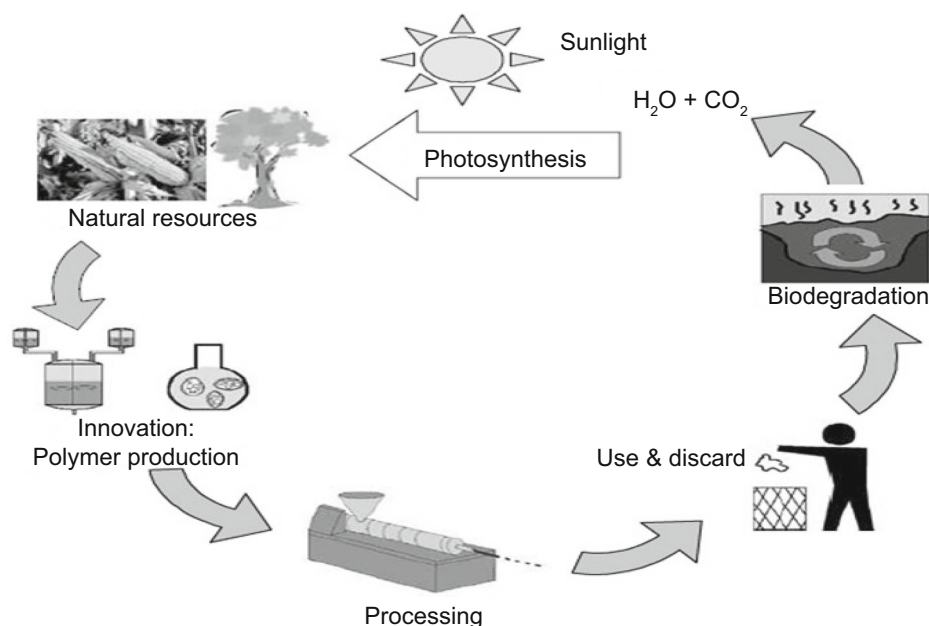 Sunlight
H₂O + CO₂
Photosynthesis
Natural resources
Biodegradation
Innovation:
Polymer production
Use & discard
Processing